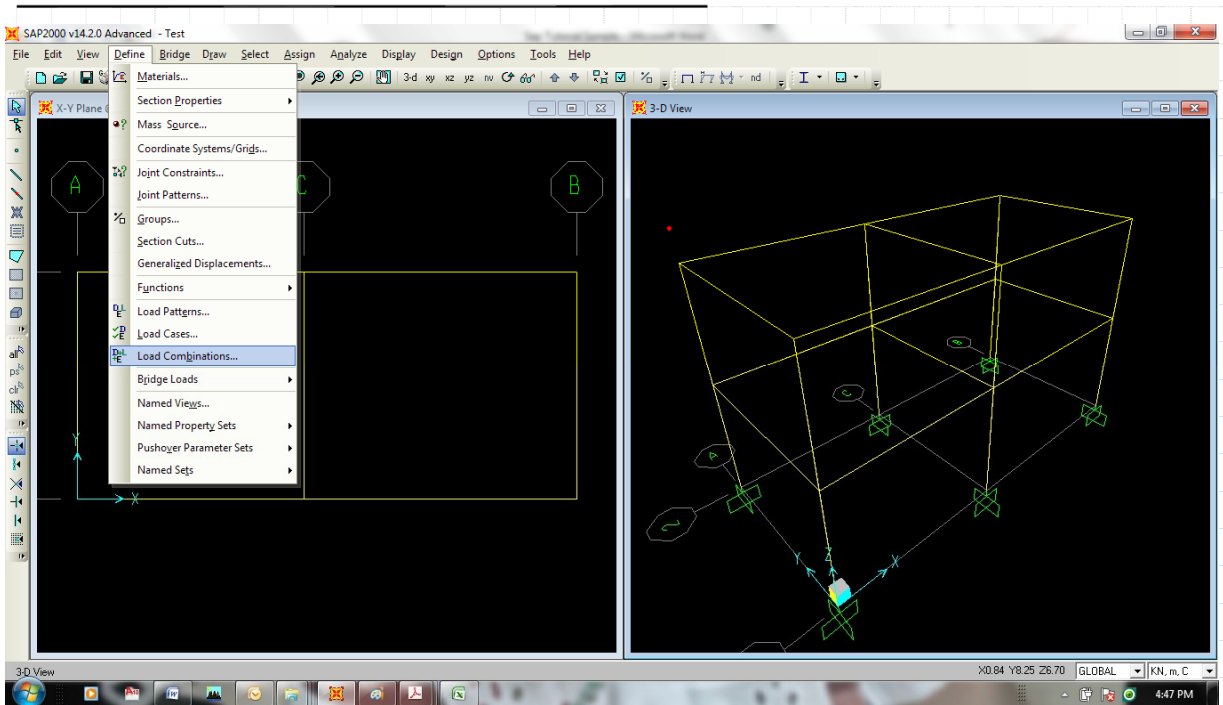 SAP2000 v14.2.0 Advanced - Test
File Edit View Define Bridge Draw Select Assign Analyze Display Design Options Tools Help
3-d xy xz yz nv nd
X-Y Plane
3-D View
Materials...
Section Properties
Mass Source...
Coordinate Systems/Grids...
Joint Constraints...
Joint Patterns...
Groups...
Section Cuts...
Generalized Displacements...
Functions
Load Patterns...
Load Cases...
Load Combinations...
Bridge Loads
Named Views...
Named Property Sets
Pushover Parameter Sets
Named Sets
all
ps
clr
A
C
B
Y
X
B
C
A
2
Y
Z
X
3-D View
X0.84 Y8.25 Z6.70
GLOBAL
KN, m, C
4:47 PM